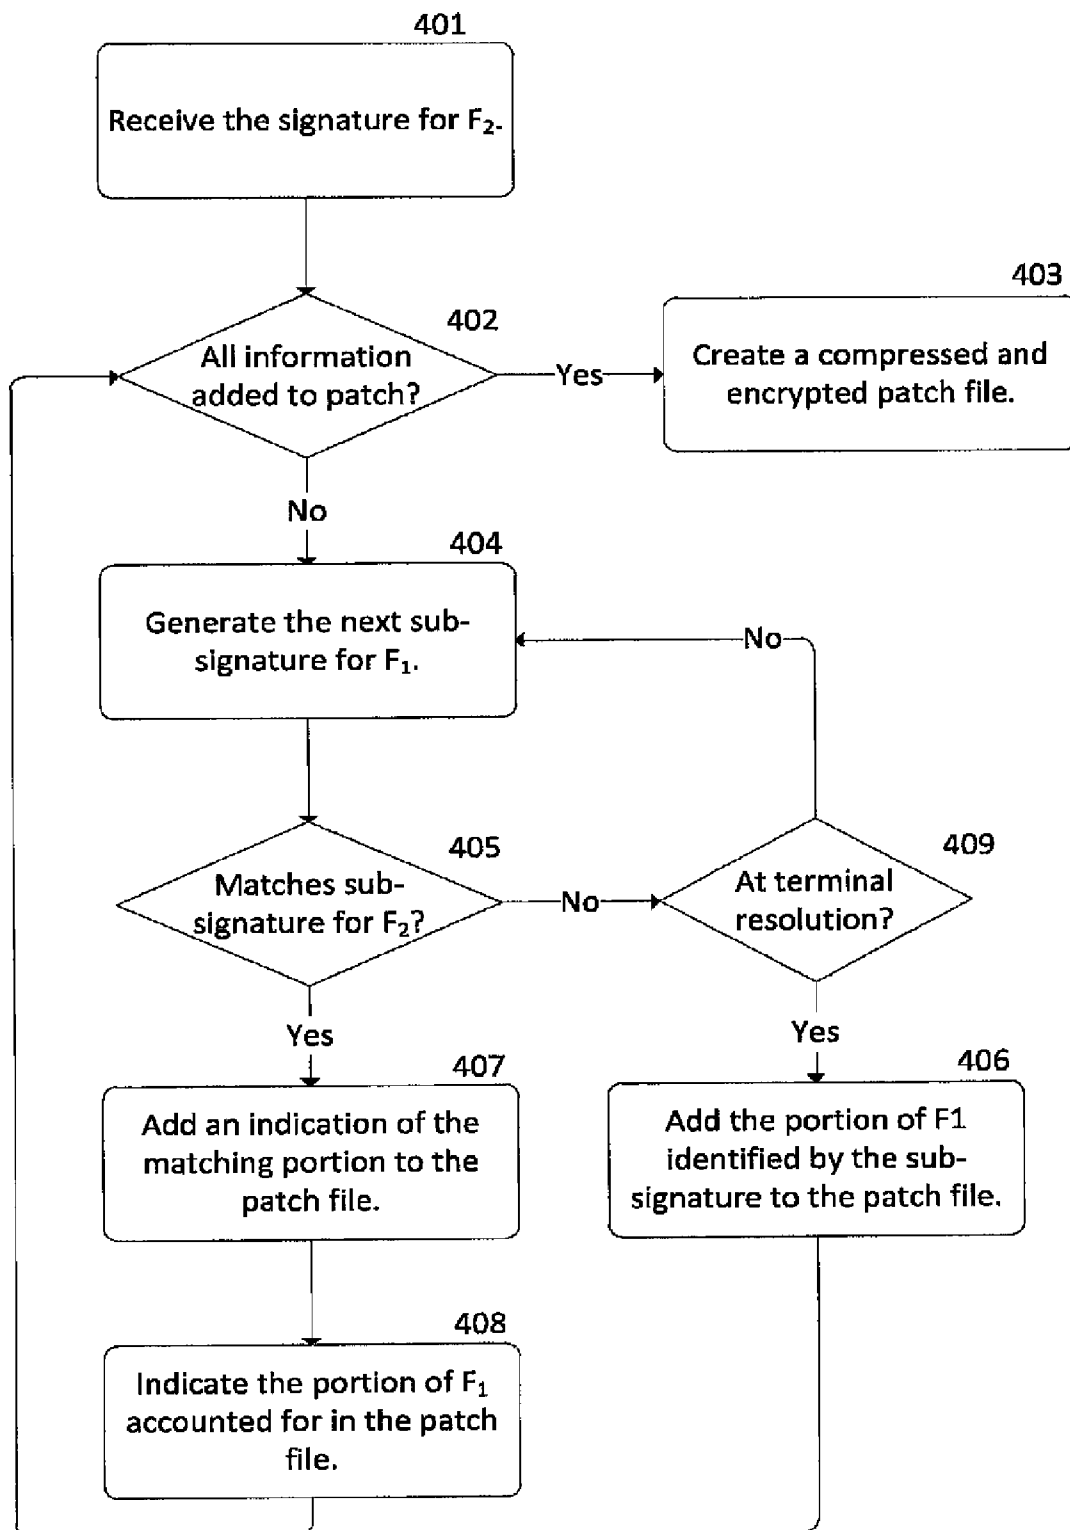 401
Receive the signature for F₂.
402
All information
added to patch?
Yes
403
Create a compressed and
encrypted patch file.
No
404
Generate the next sub-
signature for F₁.
No
405
Matches sub-
signature for F₂?
No
409
At terminal
resolution?
Yes
407
Add an indication of the
matching portion to the
patch file.
Yes
406
Add the portion of F1
identified by the sub-
signature to the patch file.
408
Indicate the portion of F₁
accounted for in the patch
file.